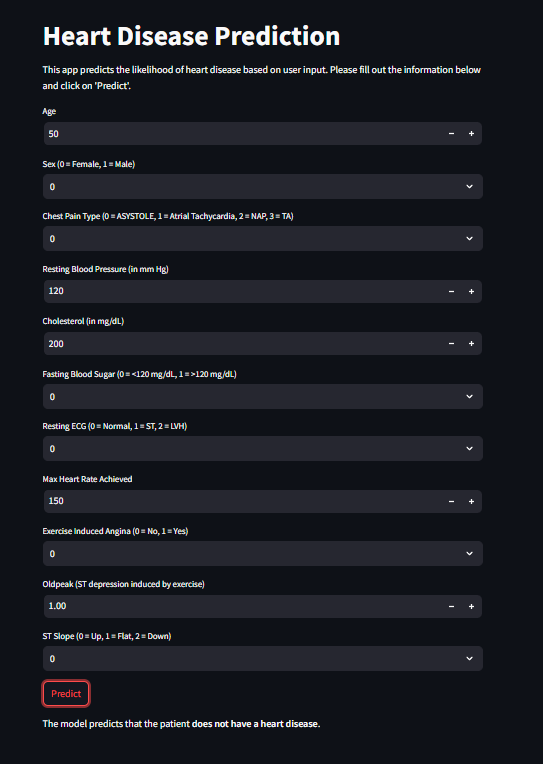 Heart Disease Prediction
This app predicts the likelihood of heart disease based on user input. Please fill out the information below
and click on 'Predict'.
Age
50
Sex (0 = Female, 1 = Male)
0
Chest Pain Type (0 = ASYSTOLE, 1 = Atrial Tachycardia, 2 = NAP, 3 = TA)
0
Resting Blood Pressure (in mm Hg)
120
Cholesterol (in mg/dL)
200
Fasting Blood Sugar (0 = <120 mg/dL, 1 = >120 mg/dL)
0
Resting ECG (0 = Normal, 1 = ST, 2 = LVH)
0
Max Heart Rate Achieved
150
Exercise Induced Angina (0 = No, 1 = Yes)
0
Oldpeak (ST depression induced by exercise)
1.00
ST Slope (0 = Up, 1 = Flat, 2 = Down)
0
Predict
The model predicts that the patient does not have a heart disease.